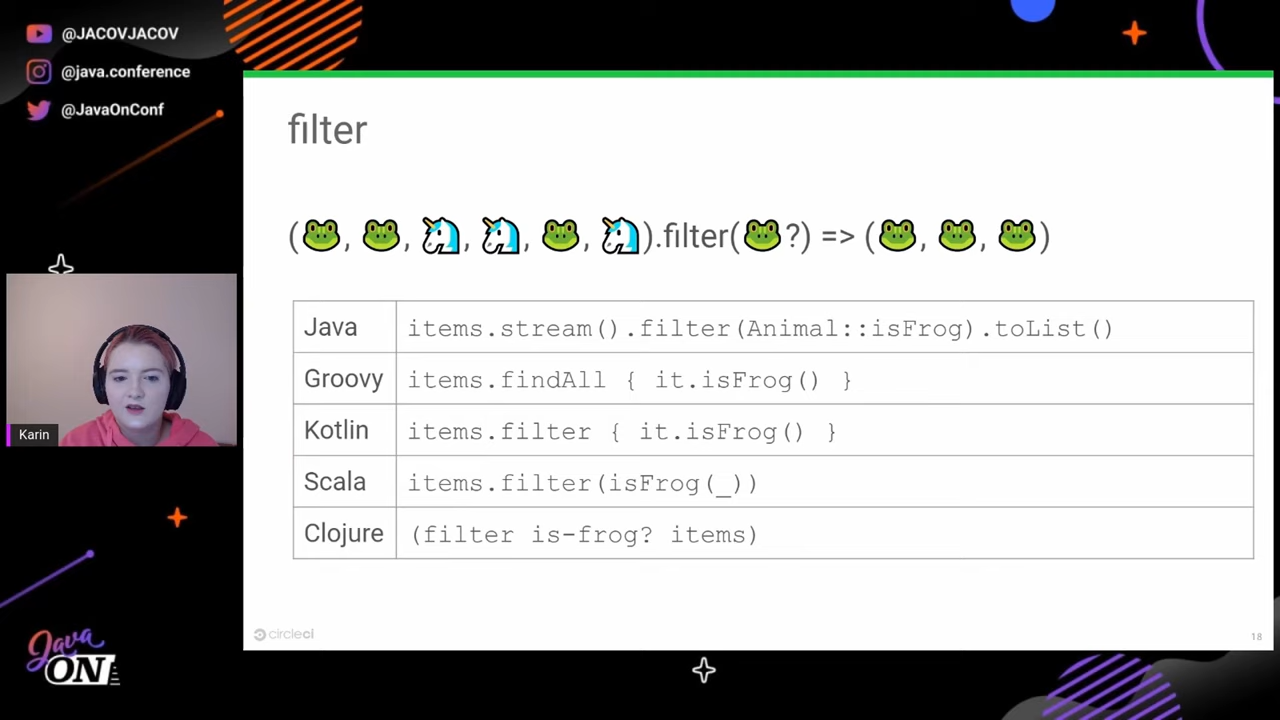 @JACOVJACOV
@java.conference
@JavaOnConf
filter
(🐸, 🐸, 🦄, 🦄, 🐸, 🦄).filter(🐸?) => (🐸, 🐸, 🐸)
Java items.stream().filter(Animal::isFrog).toList()
Groovy items.findAll { it.isFrog() }
Kotlin items.filter { it.isFrog() }
Scala items.filter(isFrog(_))
Clojure (filter is-frog? items)
Karin
circleci
18
Java
ON